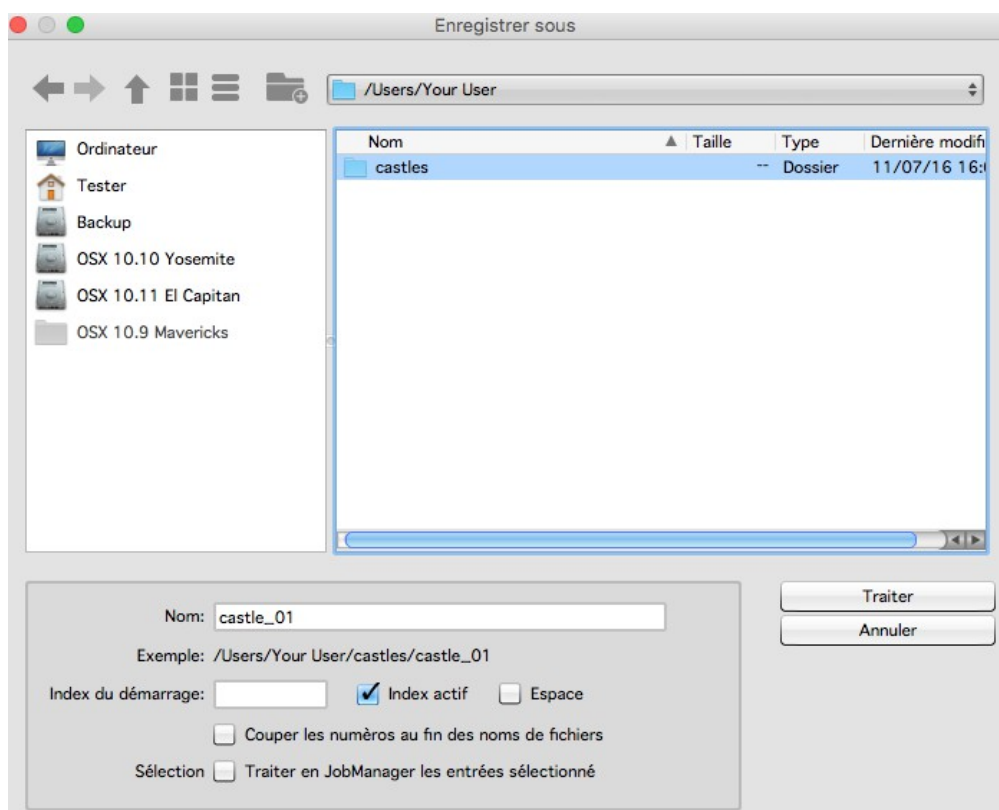 Enregistrer sous
/Users/Your User
Ordinateur
Tester
Backup
OSX 10.10 Yosemite
OSX 10.11 El Capitan
OSX 10.9 Mavericks
Nom Taille Type Dernière modifi
castles -- Dossier 11/07/16 16:
Nom: castle_01
Exemple: /Users/Your User/castles/castle_01
Index du démarrage: Index actif Espace
Couper les numèros au fin des noms de fichiers
Sélection Traiter en JobManager les entrées sélectionné
Traiter
Annuler